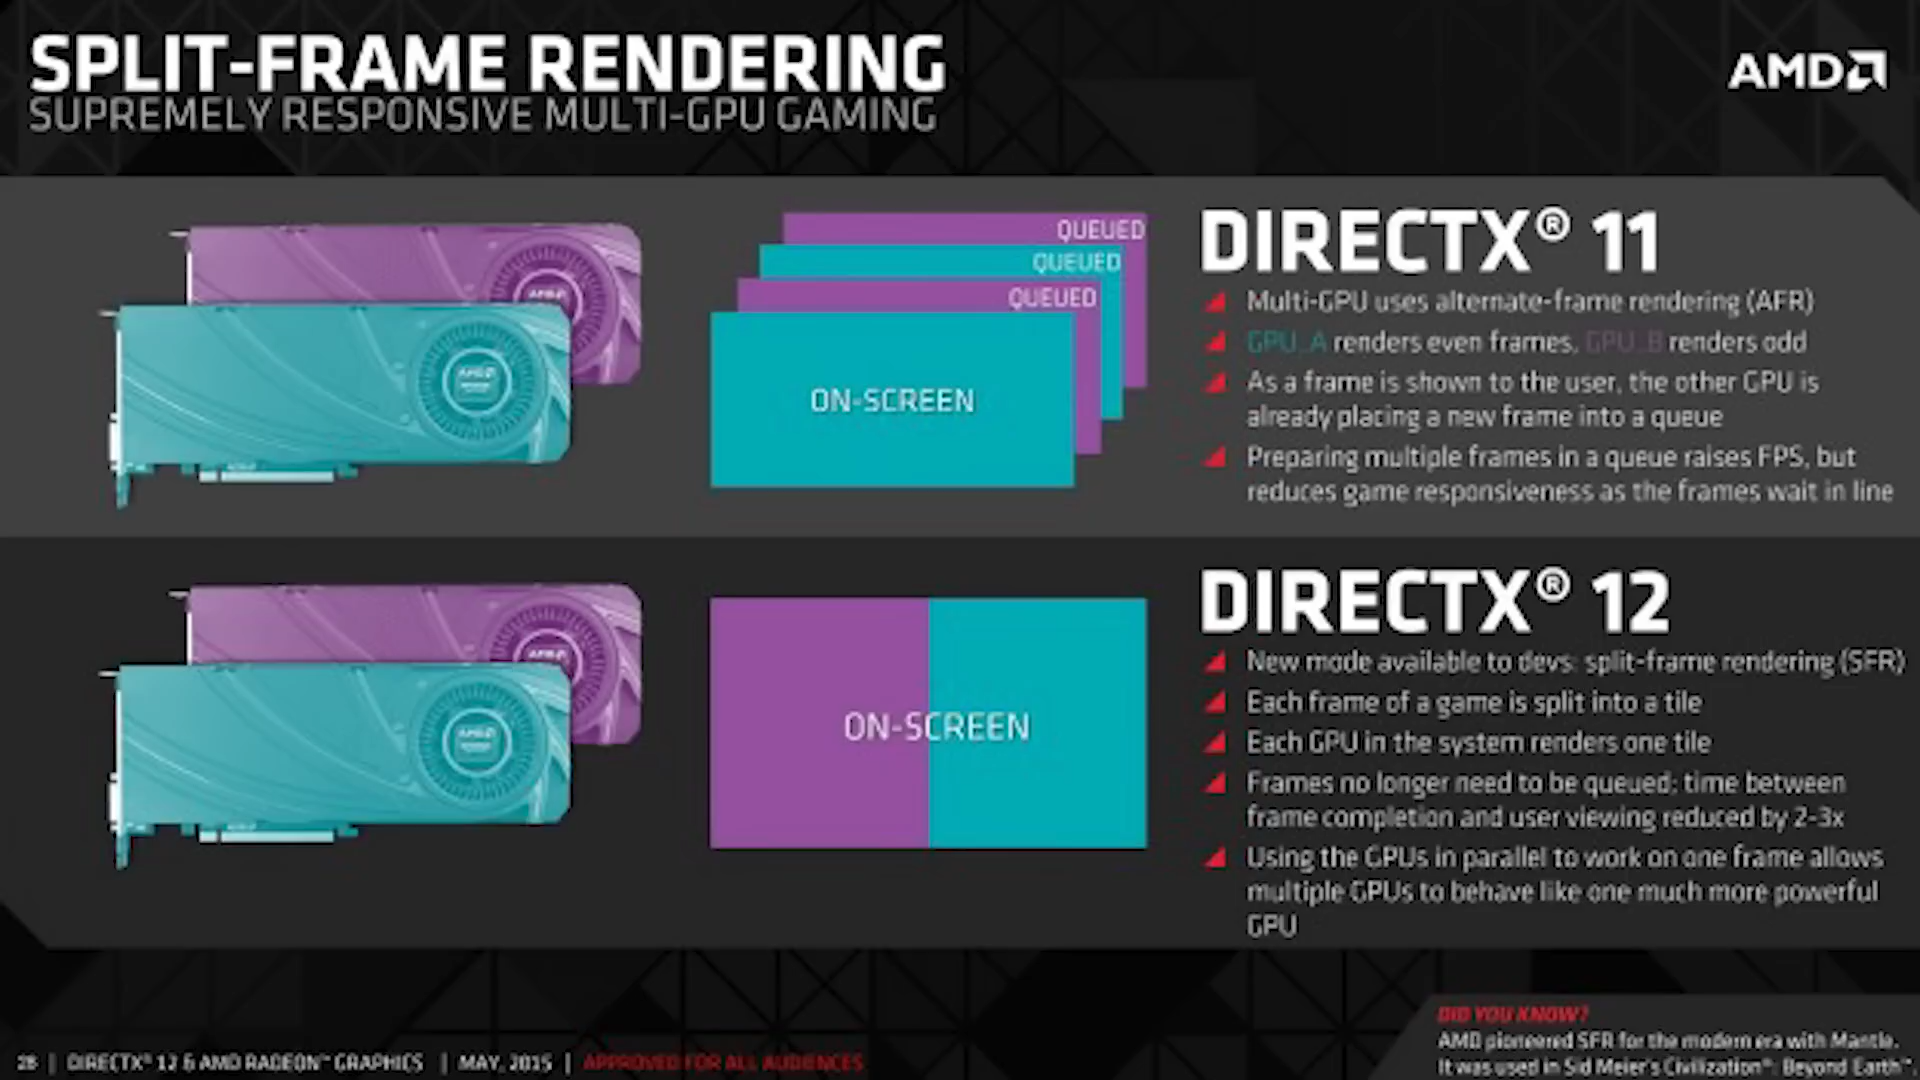 SPLIT-FRAME RENDERING
SUPREMELY RESPONSIVE MULTI-GPU GAMING
AMD
QUEUED
QUEUED
QUEUED
ON-SCREEN
DIRECTX® 11
Multi-GPU uses alternate-frame rendering (AFR)
GPU_A renders even frames, GPU_B renders odd
As a frame is shown to the user, the other GPU is
already placing a new frame into a queue
Preparing multiple frames in a queue raises FPS, but
reduces game responsiveness as the frames wait in line
ON-SCREEN
DIRECTX® 12
New mode available to devs: split-frame rendering (SFR)
Each frame of a game is split into a tile
Each GPU in the system renders one tile
Frames no longer need to be queued; time between
frame completion and user viewing reduced by 2-3x
Using the GPUs in parallel to work on one frame allows
multiple GPUs to behave like one much more powerful
GPU
DID YOU KNOW?
AMD pioneered SFR for the modern era with Mantle.
It was used in Sid Meier's Civilization®: Beyond Earth™.
28 | DIRECTX® 12 & AMD RADEON™ GRAPHICS | MAY, 2015 | APPROVED FOR ALL AUDIENCES